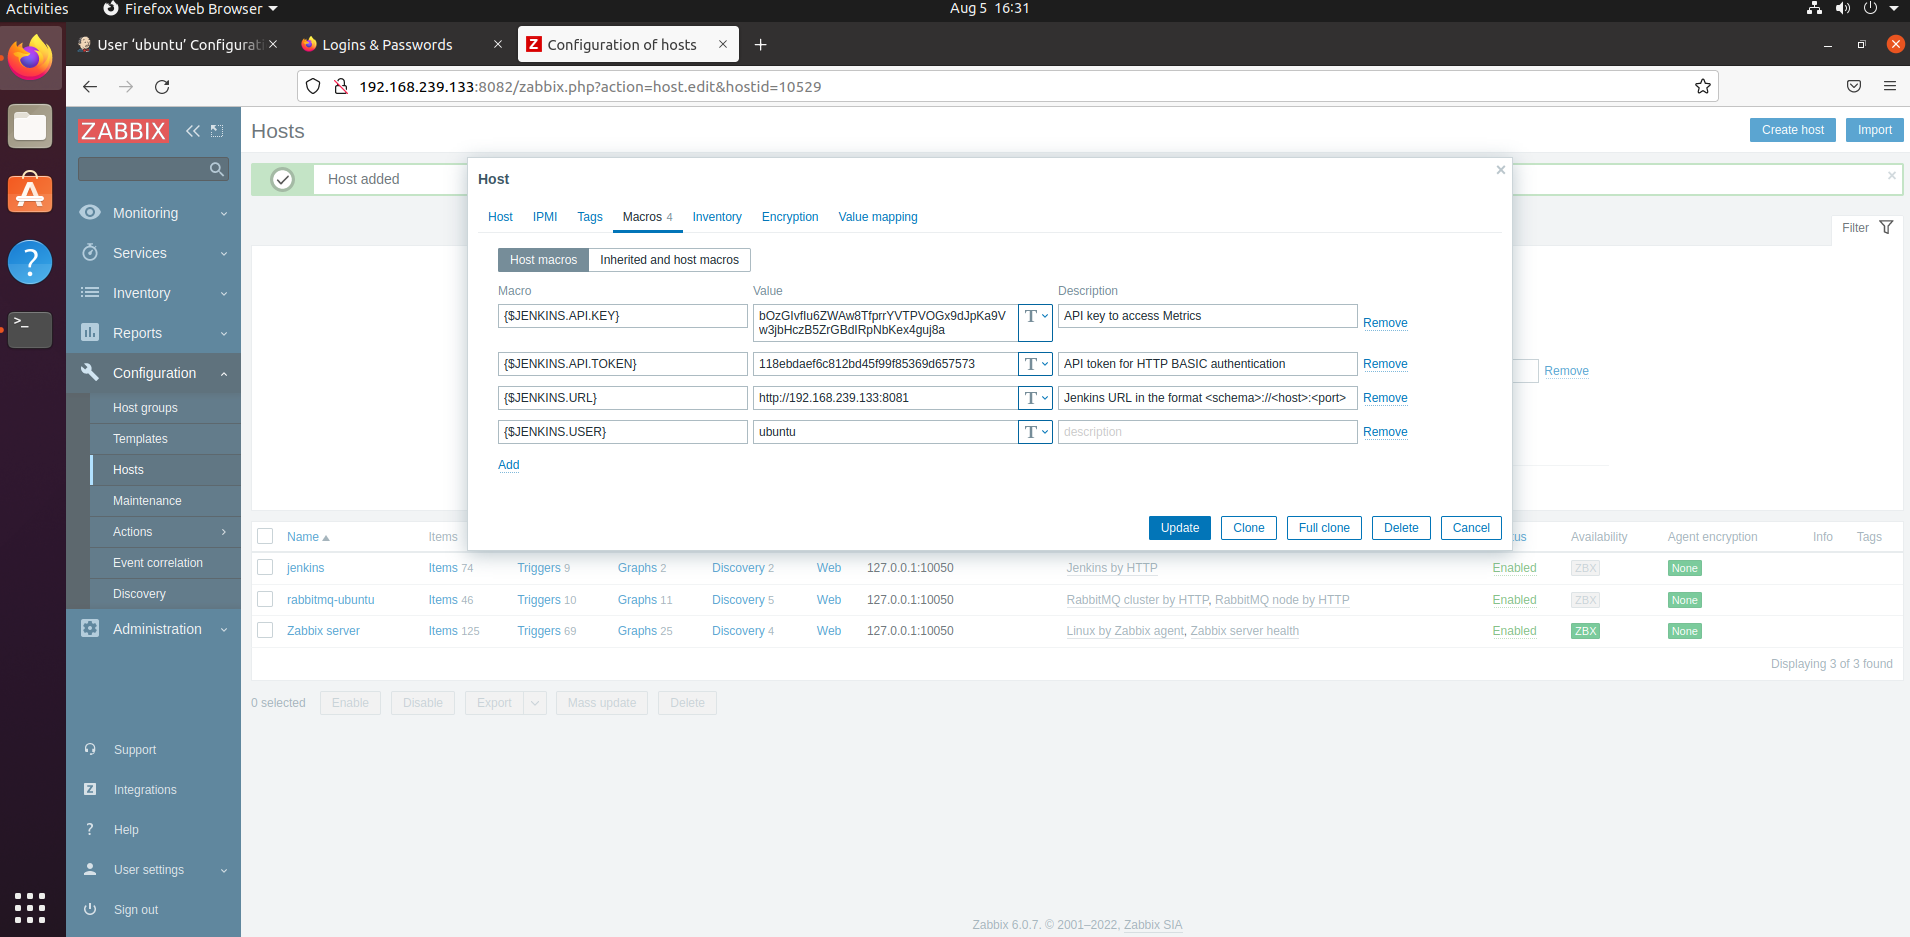 Activities Firefox Web Browser Aug 5 16:31
User ‘ubuntu’ Configurati Logins & Passwords Z Configuration of hosts
192.168.239.133:8082/zabbix.php?action=host.edit&hostid=10529
ZABBIX
Hosts
Create host Import
Host added
Filter
Monitoring
Services
Inventory
Reports
Configuration
Host groups
Templates
Hosts
Maintenance
Actions
Event correlation
Discovery
Administration
Support
Integrations
Help
User settings
Sign out
Host
Host IPMI Tags Macros 4 Inventory Encryption Value mapping
Host macros Inherited and host macros
Macro Value Description
{$JENKINS.API.KEY} bOzGIvfIu6ZWAw8TfprrYVTPVOGx9dJpKa9V T API key to access Metrics Remove
w3jbHczB5ZrGBdIRpNbKex4guj8a
{$JENKINS.API.TOKEN} 118ebdaef6c812bd45f99f85369d657573 T API token for HTTP BASIC authentication Remove
{$JENKINS.URL} http://192.168.239.133:8081 T Jenkins URL in the format <schema>://<host>:<port> Remove
{$JENKINS.USER} ubuntu T description Remove
Add
Update Clone Full clone Delete Cancel
Remove
Name Items tus Availability Agent encryption Info Tags
jenkins Items 74 Triggers 9 Graphs 2 Discovery 2 Web 127.0.0.1:10050 Jenkins by HTTP Enabled ZBX None
rabbitmq-ubuntu Items 46 Triggers 10 Graphs 11 Discovery 5 Web 127.0.0.1:10050 RabbitMQ cluster by HTTP, RabbitMQ node by HTTP Enabled ZBX None
Zabbix server Items 125 Triggers 69 Graphs 25 Discovery 4 Web 127.0.0.1:10050 Linux by Zabbix agent, Zabbix server health Enabled ZBX None
Displaying 3 of 3 found
0 selected Enable Disable Export Mass update Delete
Zabbix 6.0.7. © 2001–2022, Zabbix SIA